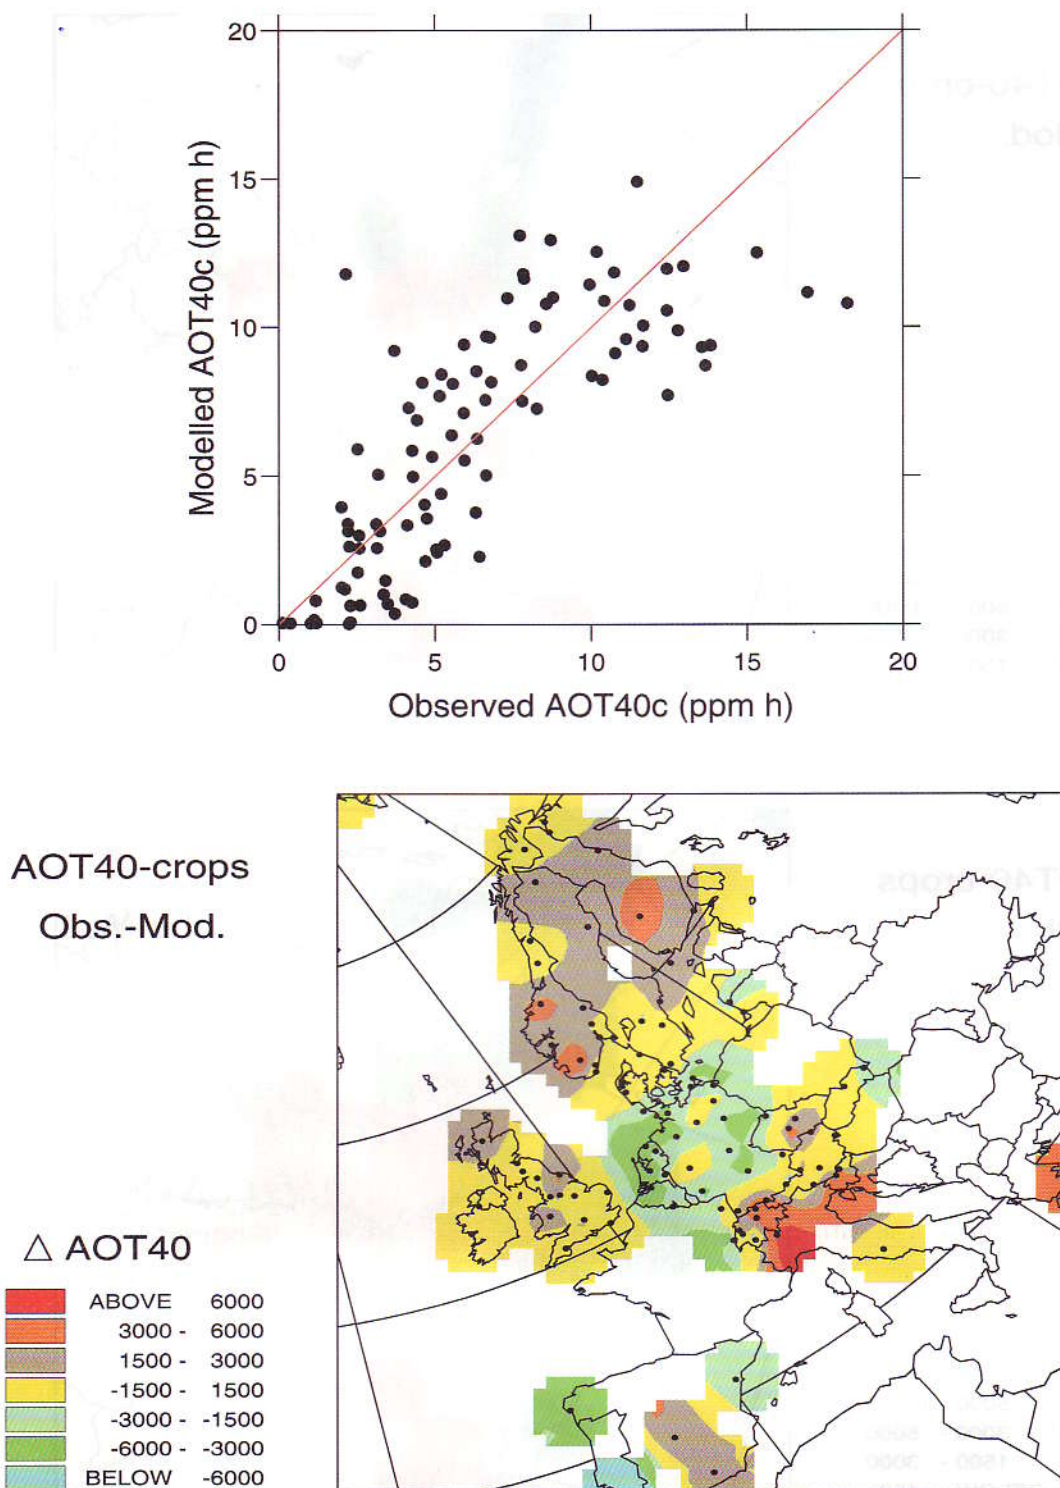 20
15
10
5
0
Modelled AOT40c (ppm h)
0 5 10 15 20
Observed AOT40c (ppm h)
AOT40-crops
Obs.-Mod.
△ AOT40
ABOVE 6000
3000 - 6000
1500 - 3000
-1500 - 1500
-3000 - -1500
-6000 - -3000
BELOW -6000